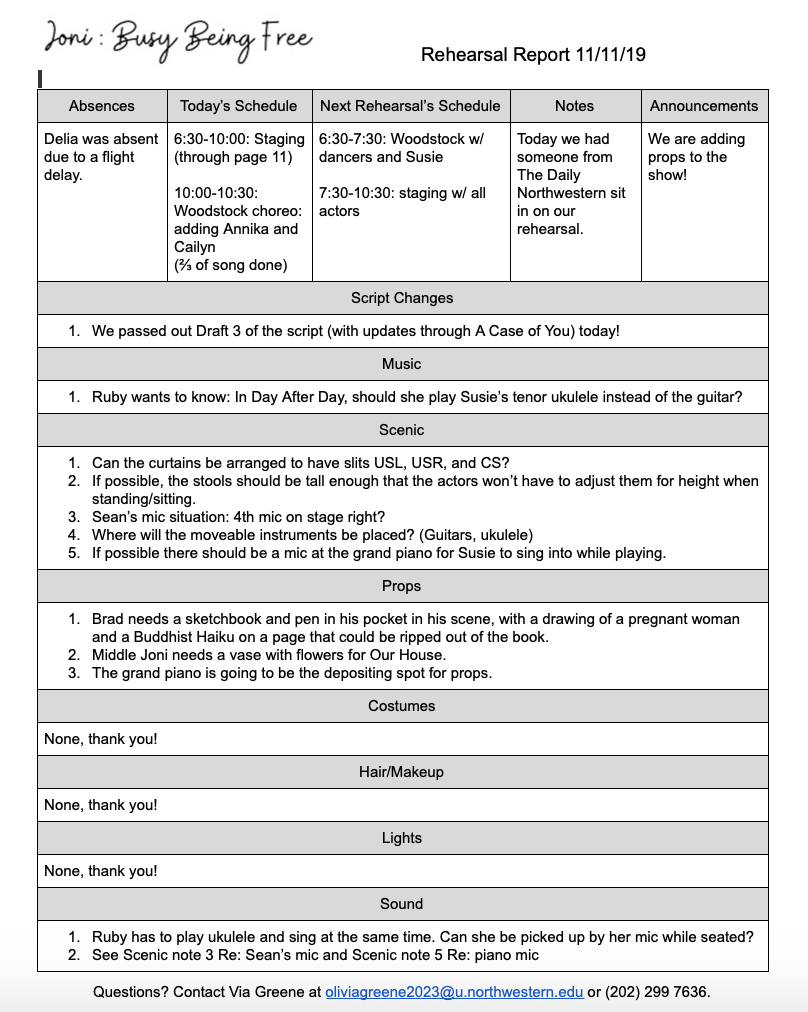 Joni: Busy Being Free
Rehearsal Report 11/11/19
Absences
Today's Schedule
Next Rehearsal's Schedule
Notes
Announcements
Delia was absent
due to a flight
delay.
6:30-10:00: Staging
(through page 11)
10:00-10:30:
Woodstock choreo:
adding Annika and
Cailyn
(⅔ of song done)
6:30-7:30: Woodstock w/
dancers and Susie
7:30-10:30: staging w/ all
actors
Today we had
someone from
The Daily
Northwestern sit
in on our
rehearsal.
We are adding
props to the
show!
Script Changes
1. We passed out Draft 3 of the script (with updates through A Case of You) today!
Music
1. Ruby wants to know: In Day After Day, should she play Susie's tenor ukulele instead of the guitar?
Scenic
1. Can the curtains be arranged to have slits USL, USR, and CS?
2. If possible, the stools should be tall enough that the actors won't have to adjust them for height when
standing/sitting.
3. Sean's mic situation: 4th mic on stage right?
4. Where will the moveable instruments be placed? (Guitars, ukulele)
5. If possible there should be a mic at the grand piano for Susie to sing into while playing.
Props
1. Brad needs a sketchbook and pen in his pocket in his scene, with a drawing of a pregnant woman
and a Buddhist Haiku on a page that could be ripped out of the book.
2. Middle Joni needs a vase with flowers for Our House.
3. The grand piano is going to be the depositing spot for props.
Costumes
None, thank you!
Hair/Makeup
None, thank you!
Lights
None, thank you!
Sound
1. Ruby has to play ukulele and sing at the same time. Can she be picked up by her mic while seated?
2. See Scenic note 3 Re: Sean's mic and Scenic note 5 Re: piano mic
Questions? Contact Via Greene at oliviagreene2023@u.northwestern.edu or (202) 299 7636.